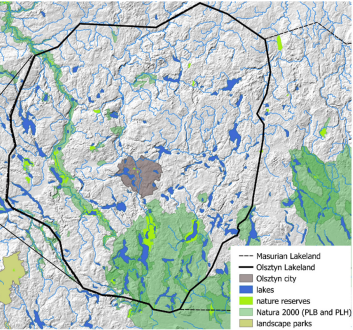 Masurian Lakeland
Olsztyn Lakeland
Olsztyn city
lakes
nature reserves
Natura 2000 (PLB and PLH)
landscape parks